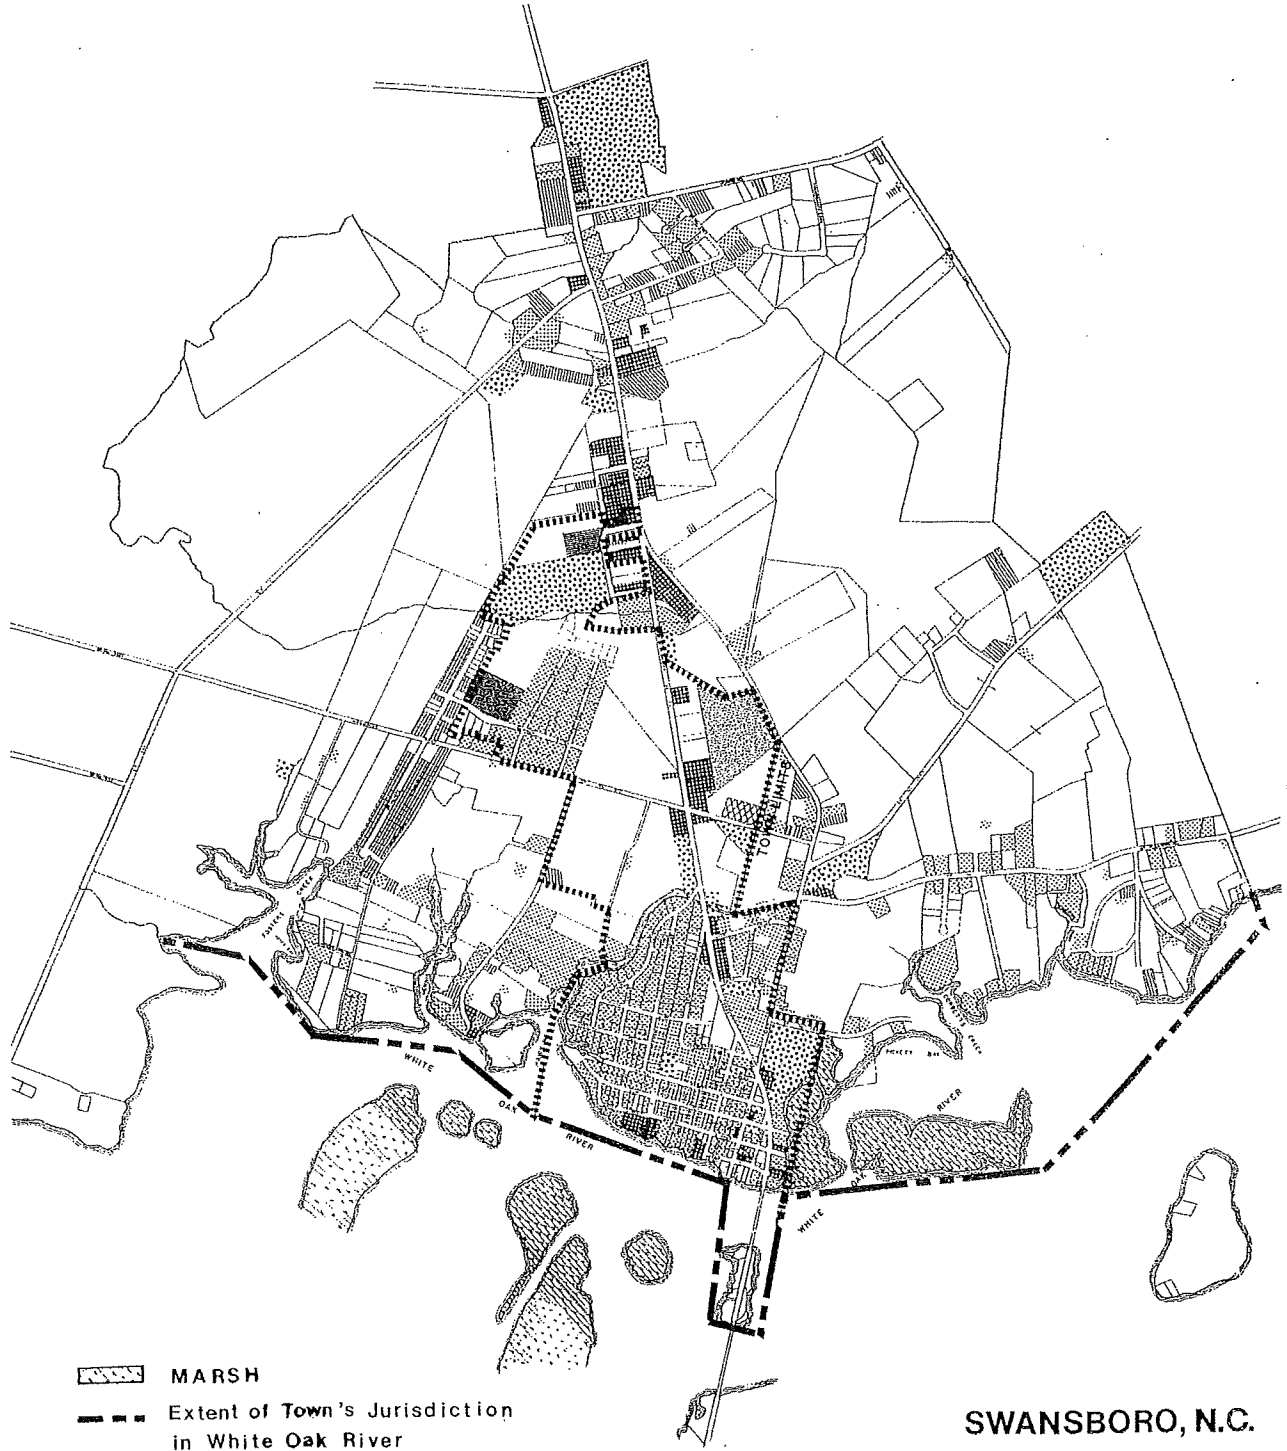 TOWN LIMITS
WHITE
OAK
RIVER
RIVER
OAK
WHITE
MARSH
Extent of Town's Jurisdiction
in White Oak River
SWANSBORO, N.C.